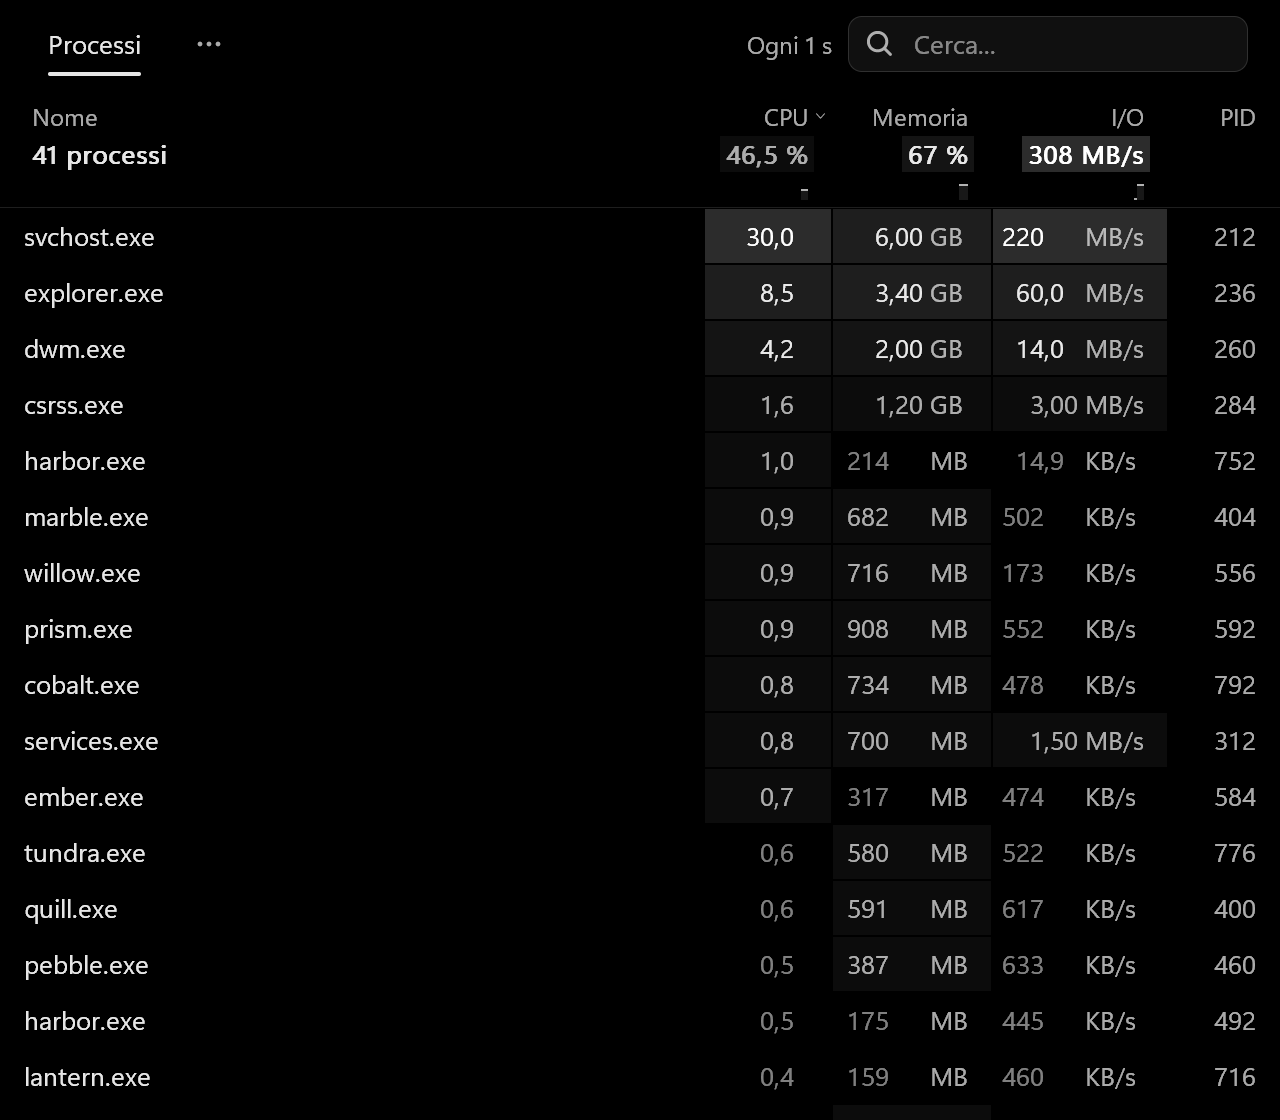 Processi ··· Ogni 1 s Cerca...
Nome CPU Memoria I/O PID
41 processi 46,5 % 67 % 308 MB/s
svchost.exe 30,0 6,00 GB 220 MB/s 212
explorer.exe 8,5 3,40 GB 60,0 MB/s 236
dwm.exe 4,2 2,00 GB 14,0 MB/s 260
csrss.exe 1,6 1,20 GB 3,00 MB/s 284
harbor.exe 1,0 214 MB 14,9 KB/s 752
marble.exe 0,9 682 MB 502 KB/s 404
willow.exe 0,9 716 MB 173 KB/s 556
prism.exe 0,9 908 MB 552 KB/s 592
cobalt.exe 0,8 734 MB 478 KB/s 792
services.exe 0,8 700 MB 1,50 MB/s 312
ember.exe 0,7 317 MB 474 KB/s 584
tundra.exe 0,6 580 MB 522 KB/s 776
quill.exe 0,6 591 MB 617 KB/s 400
pebble.exe 0,5 387 MB 633 KB/s 460
harbor.exe 0,5 175 MB 445 KB/s 492
lantern.exe 0,4 159 MB 460 KB/s 716